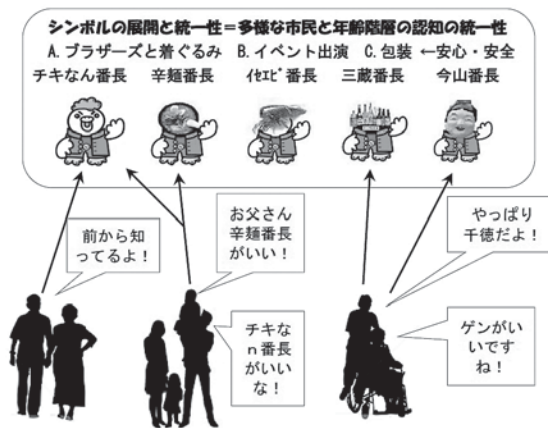 シンボルの展開と統一性＝多様な市民と年齢階層の認知の統一性
A. ブラザーズと着ぐるみ B. イベント出演 C. 包装 ←安心・安全
チキなん番長 辛麺番長 ｲｾｴﾋﾞ番長 三蔵番長 今山番長
前から知
ってるよ！
お父さん
辛麺番長
がいい！
チキな
ｎ番長
がいい
な！
やっぱり
千徳だよ！
ゲンがい
いです
ね！